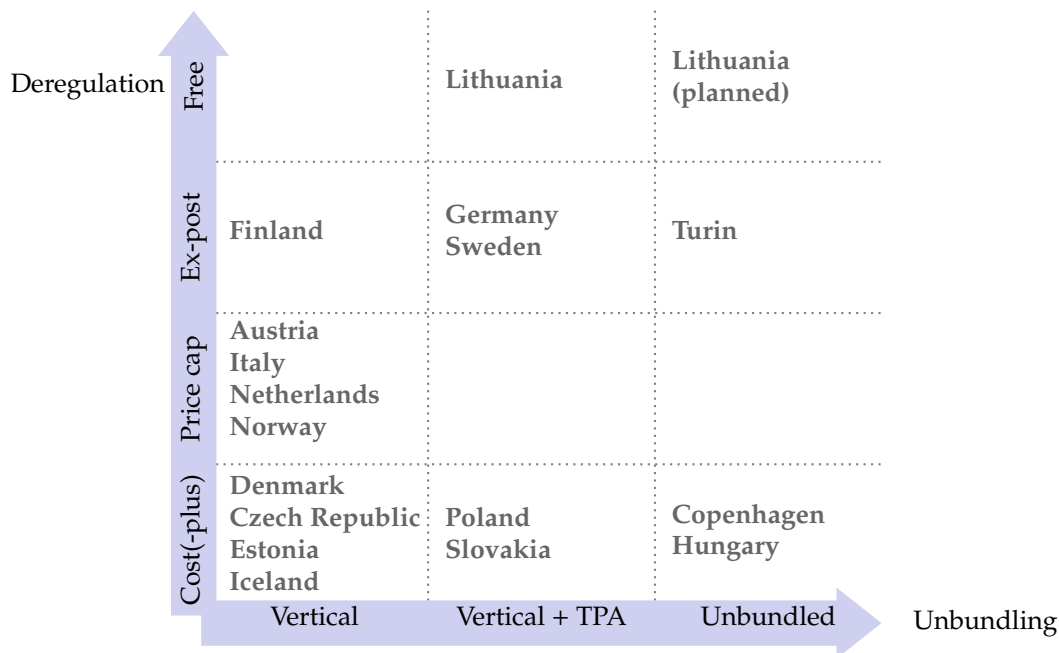 Deregulation
Free
Lithuania
Lithuania
(planned)
Ex-post
Finland
Germany
Sweden
Turin
Price cap
Austria
Italy
Netherlands
Norway
Cost(-plus)
Denmark
Czech Republic
Estonia
Iceland
Poland
Slovakia
Copenhagen
Hungary
Vertical
Vertical + TPA
Unbundled
Unbundling